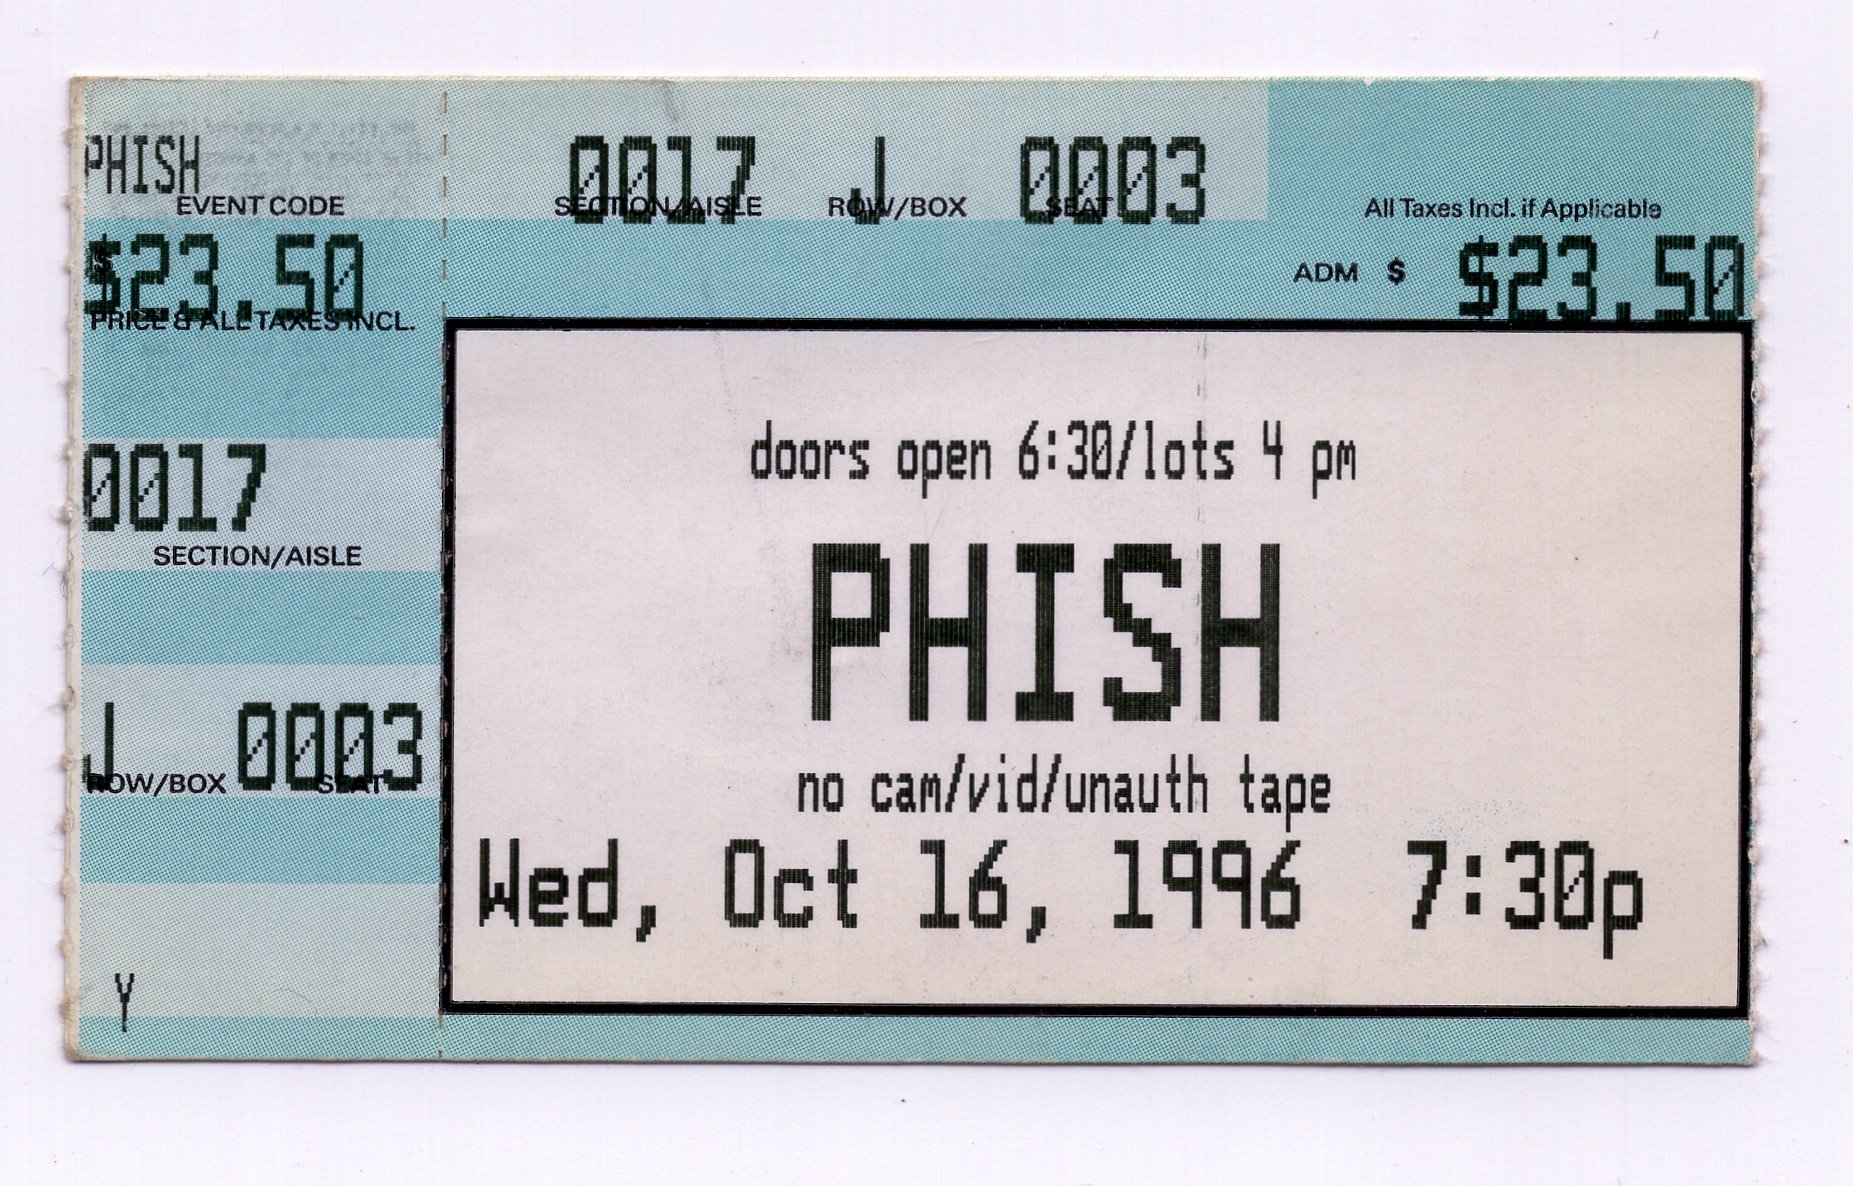 PHISH
EVENT CODE
$
$23.50
PRICE & ALL TAXES INCL.
0017
SECTION/AISLE
J 0003
ROW/BOX SEAT
Y
0017 J 0003
SECTION/AISLE ROW/BOX SEAT
All Taxes Incl. if Applicable
ADM $ $23.50
doors open 6:30/lots 4 pm
PHISH
no cam/vid/unauth tape
Wed, Oct 16, 1996 7:30p